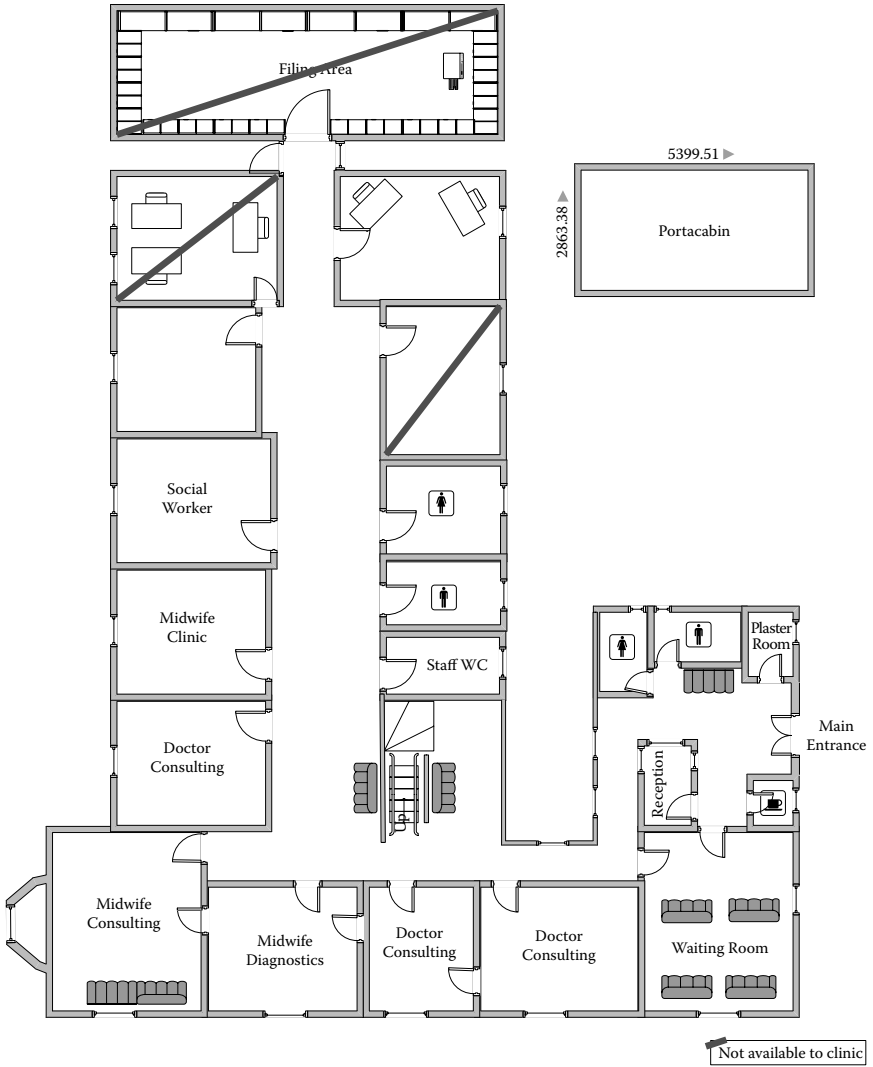 Filing Area
5399.51
2863.38
Portacabin
Social
Worker
Midwife
Clinic
Staff WC
Plaster
Room
Doctor
Consulting
Main
Entrance
Reception
Up
Midwife
Consulting
Midwife
Diagnostics
Doctor
Consulting
Doctor
Consulting
Waiting Room
Not available to clinic